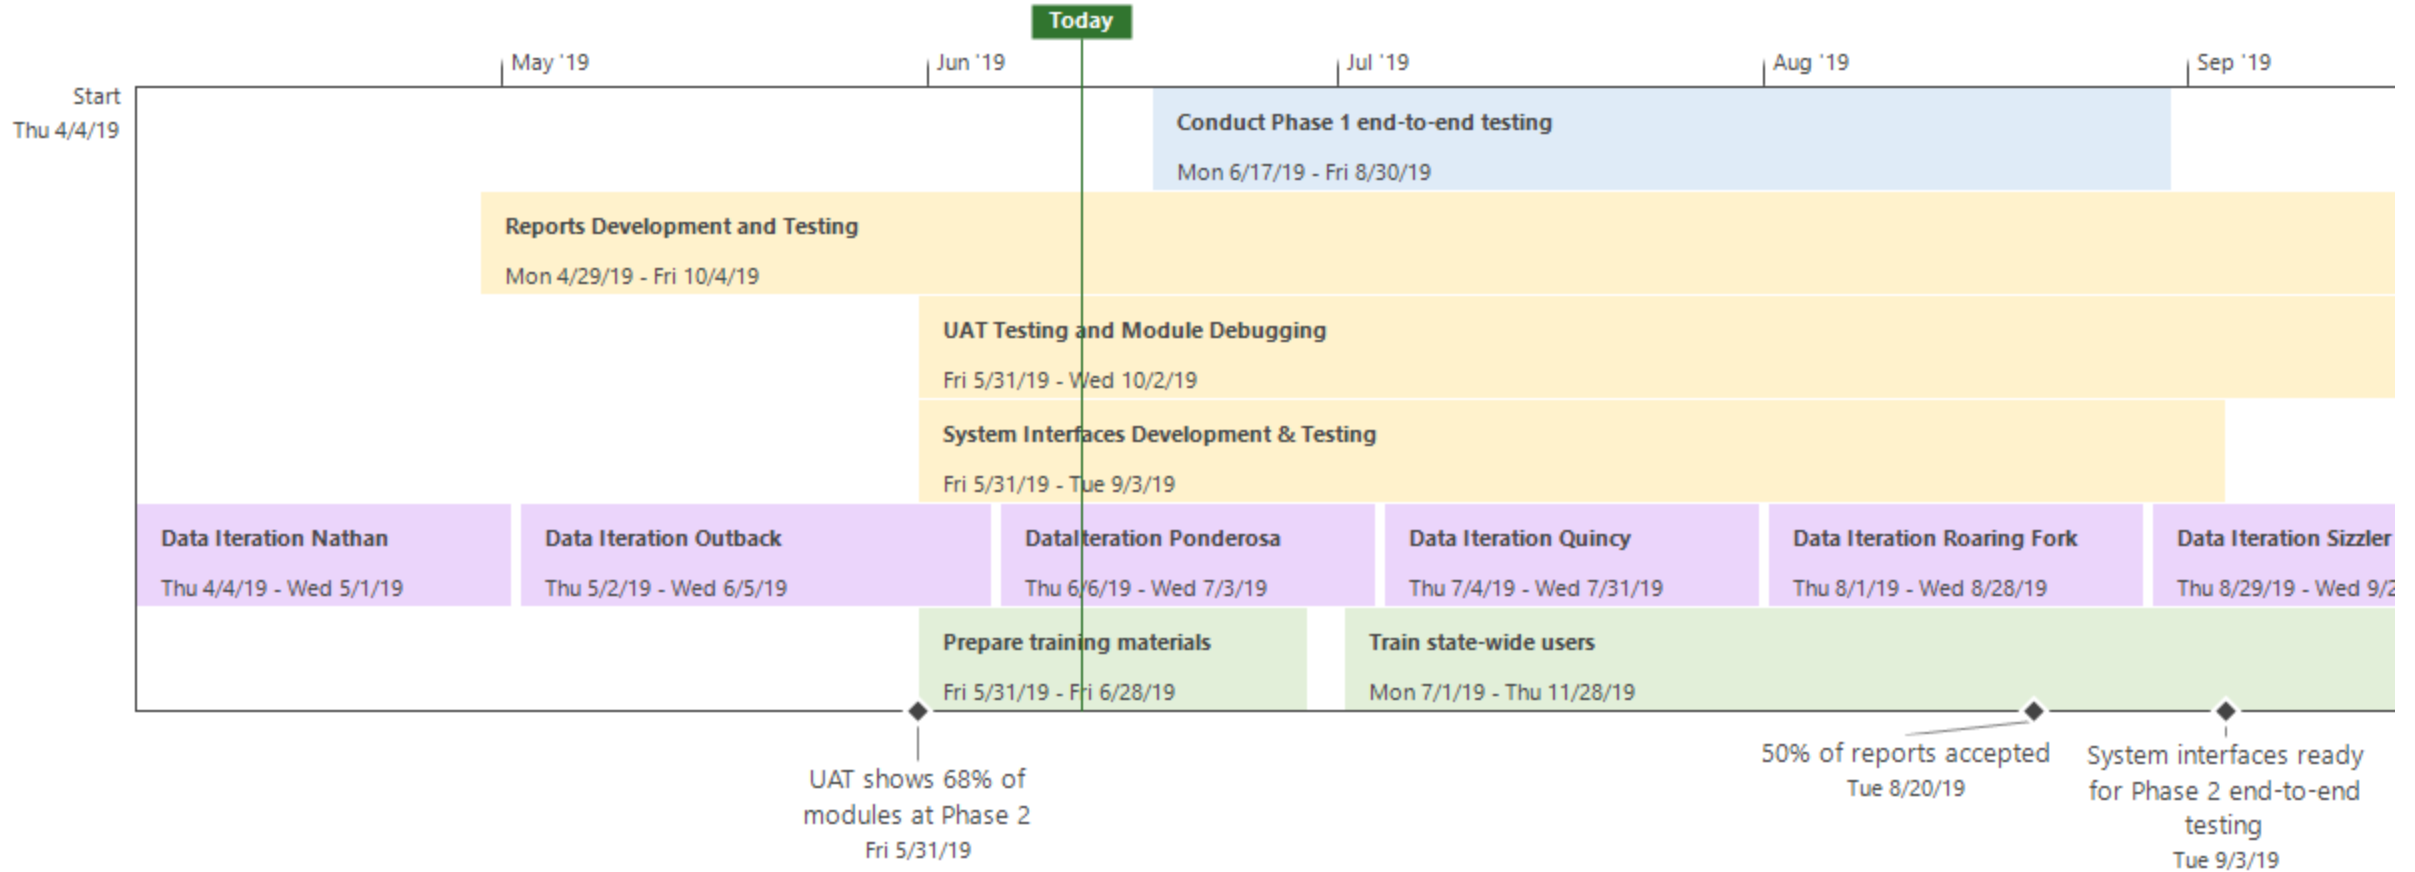 Today
May '19
Jun '19
Jul '19
Aug '19
Sep '19
Start
Thu 4/4/19
Conduct Phase 1 end-to-end testing
Mon 6/17/19 - Fri 8/30/19
Reports Development and Testing
Mon 4/29/19 - Fri 10/4/19
UAT Testing and Module Debugging
Fri 5/31/19 - Wed 10/2/19
System Interfaces Development & Testing
Fri 5/31/19 - Tue 9/3/19
Data Iteration Nathan
Thu 4/4/19 - Wed 5/1/19
Data Iteration Outback
Thu 5/2/19 - Wed 6/5/19
DataIteration Ponderosa
Thu 6/6/19 - Wed 7/3/19
Data Iteration Quincy
Thu 7/4/19 - Wed 7/31/19
Data Iteration Roaring Fork
Thu 8/1/19 - Wed 8/28/19
Data Iteration Sizzler
Thu 8/29/19 - Wed 9/2
Prepare training materials
Fri 5/31/19 - Fri 6/28/19
Train state-wide users
Mon 7/1/19 - Thu 11/28/19
UAT shows 68% of
modules at Phase 2
Fri 5/31/19
50% of reports accepted
Tue 8/20/19
System interfaces ready
for Phase 2 end-to-end
testing
Tue 9/3/19